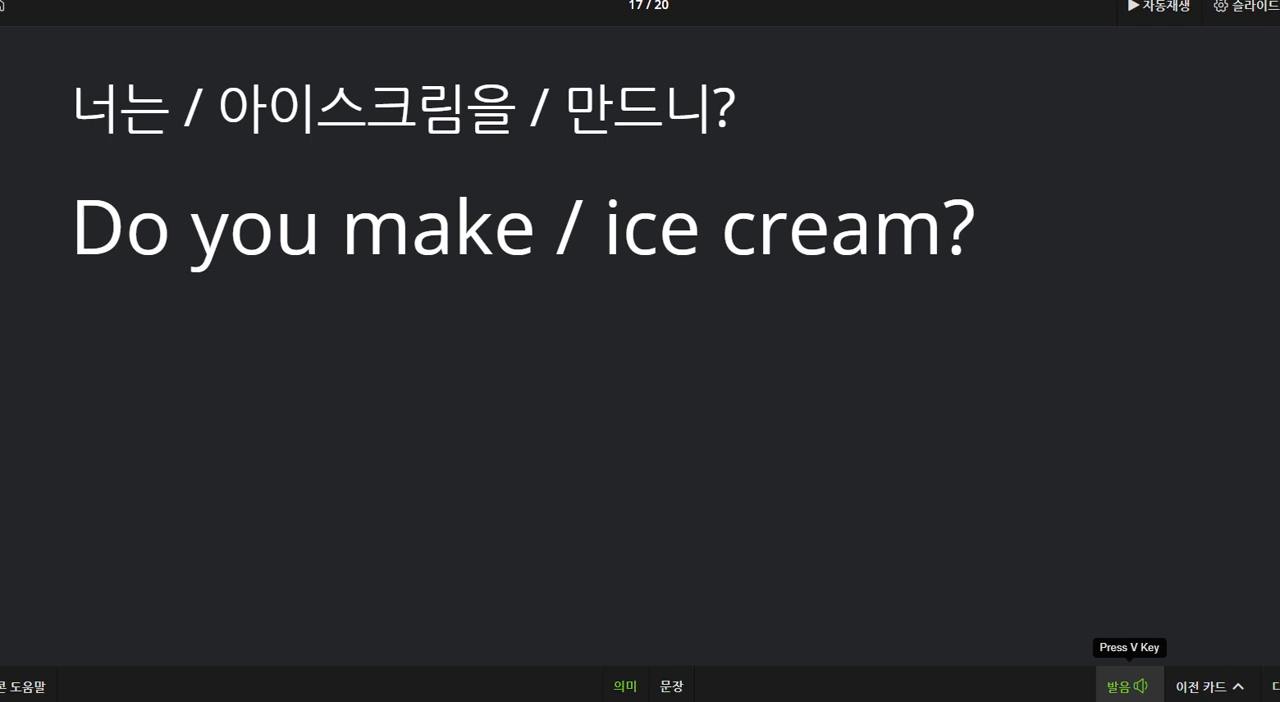 17 / 20
▶ 자동재생
슬라이드
너는 / 아이스크림을 / 만드니?
Do you make / ice cream?
Press V Key
도움말
의미
문장
발음
이전 카드